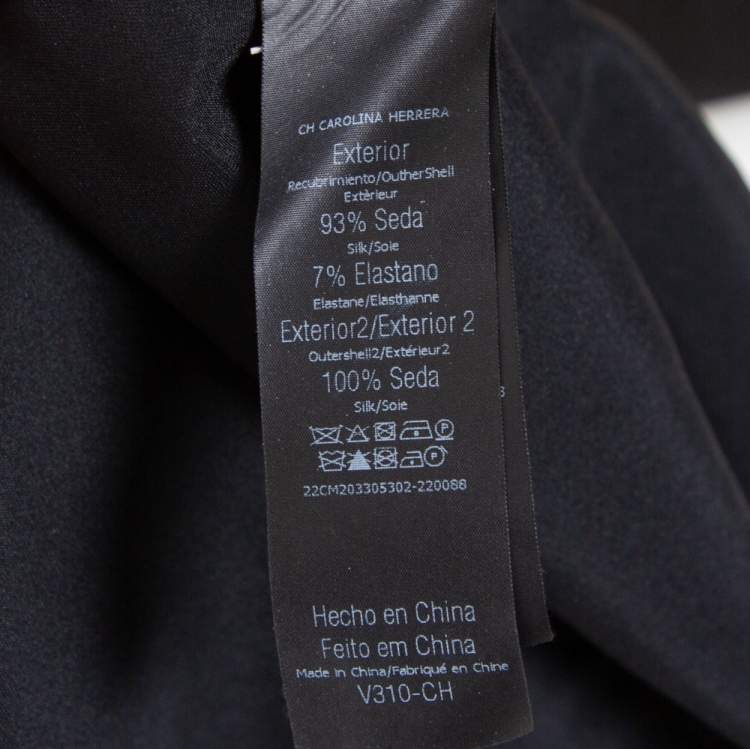 CH CAROLINA HERRERA
Exterior
Recubrimiento/OutherShell
Extèrieur
93% Seda
Silk/Soie
7% Elastano
Elastane/Elasthanne
Exterior2/Exterior 2
Outershell2/Extérieur2
100% Seda
Silk/Soie
22CM203305302-220088
Hecho en China
Feito em China
Made in China/Fabriqué en Chine
V310-CH